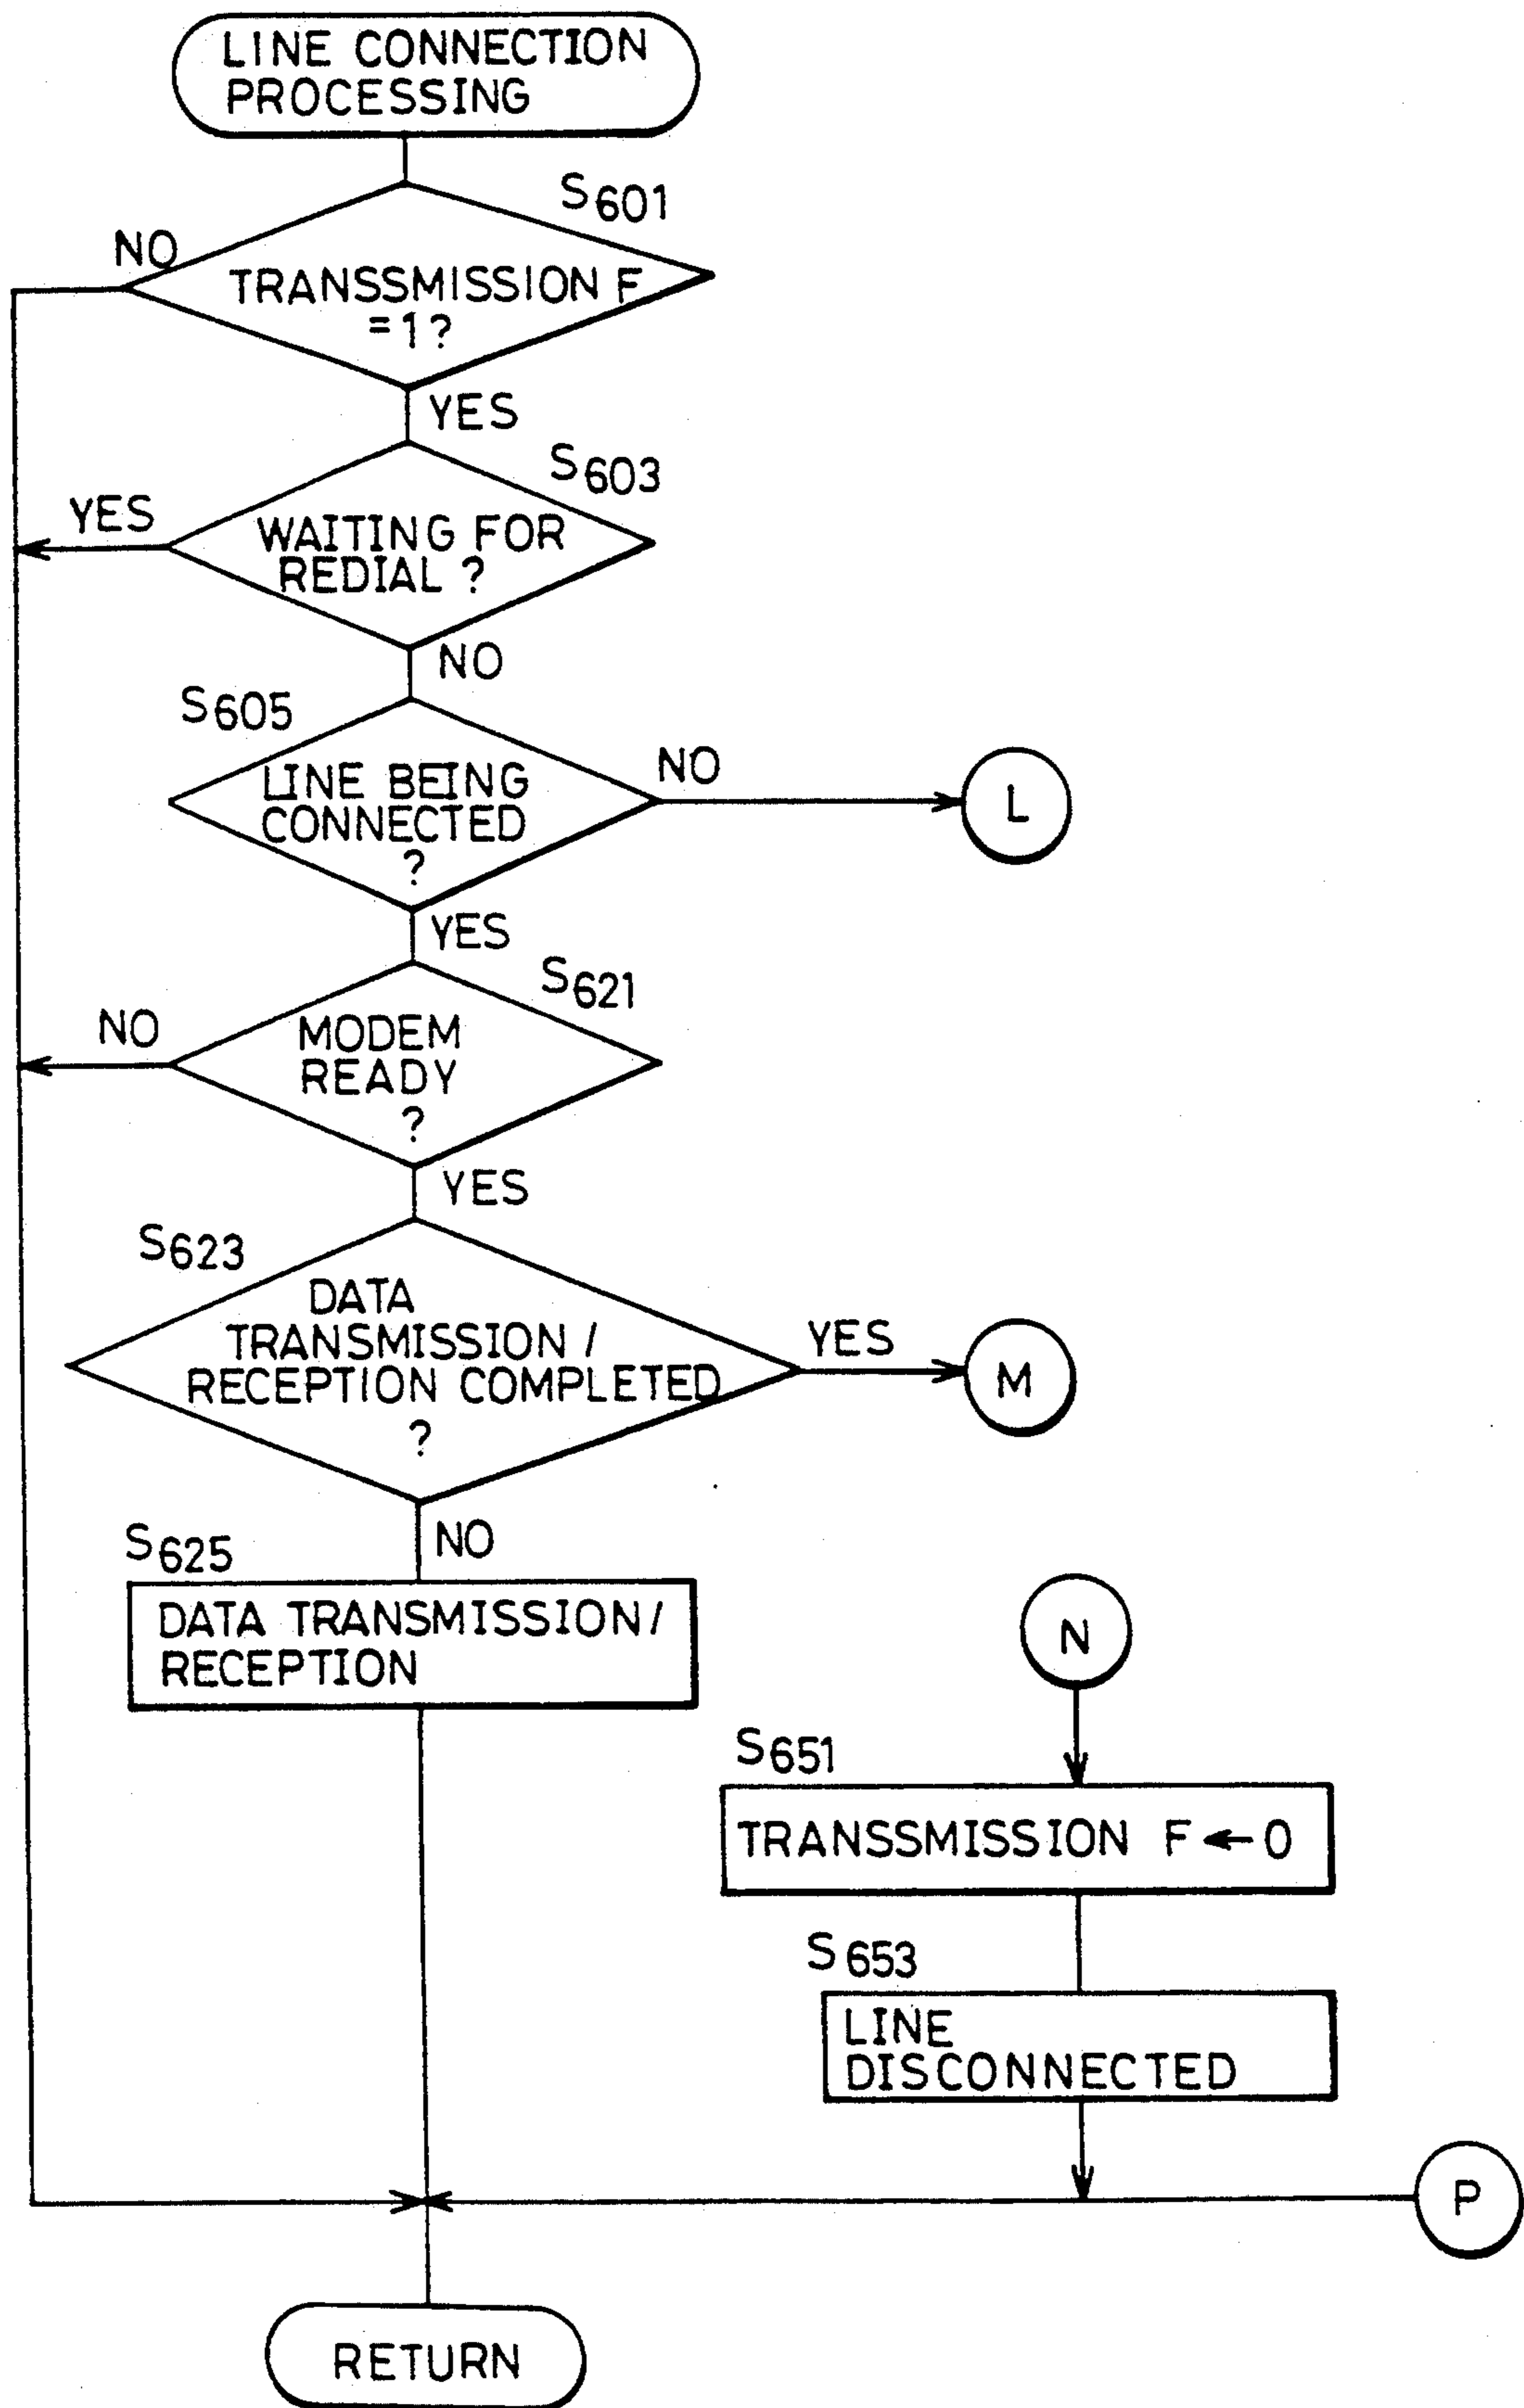 LINE CONNECTION
PROCESSING
S601
NO
TRANSSMISSION F
=1?
YES
S603
YES
WAITING FOR
REDIAL ?
NO
S605
LINE BEING
CONNECTED
?
NO
L
YES
S621
NO
MODEM
READY
?
YES
S623
DATA
TRANSMISSION /
RECEPTION COMPLETED
?
YES
M
NO
S625
DATA TRANSMISSION/
RECEPTION
N
S651
TRANSSMISSION F ← 0
S653
LINE
DISCONNECTED
P
RETURN